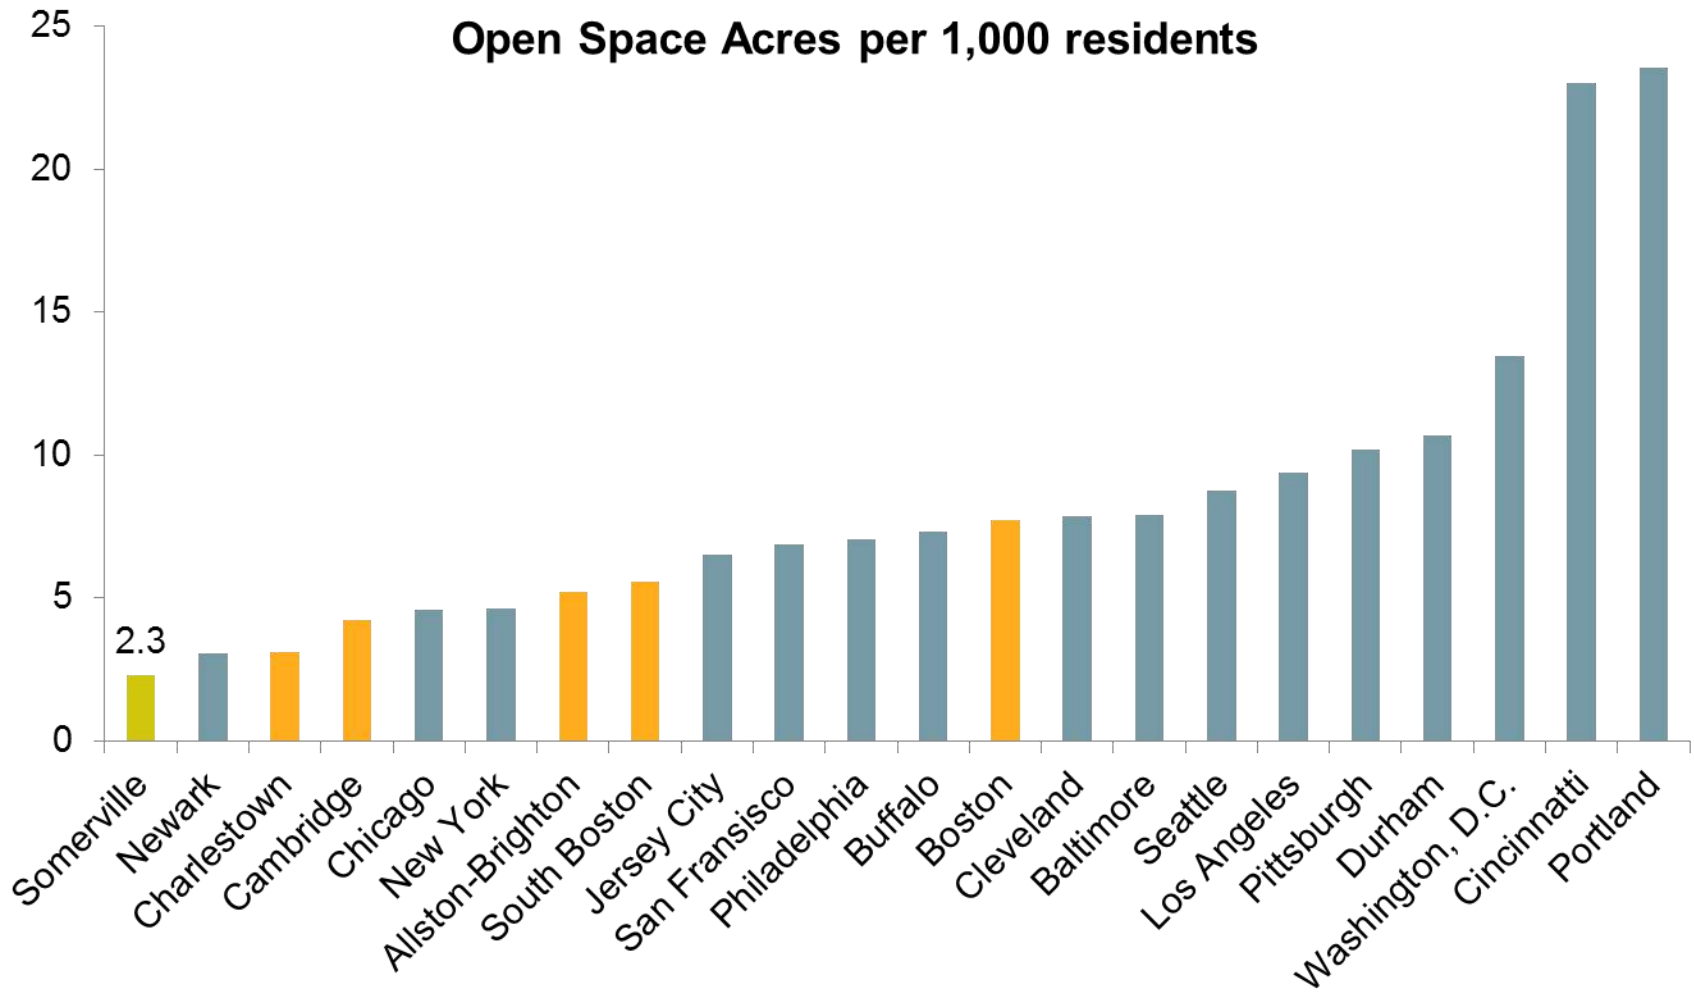 Open Space Acres per 1,000 residents
25
20
15
10
5
0
2.3
Somerville
Newark
Charlestown
Cambridge
Chicago
New York
Allston-Brighton
South Boston
Jersey City
San Fransisco
Philadelphia
Buffalo
Boston
Cleveland
Baltimore
Seattle
Los Angeles
Pittsburgh
Durham
Washington, D.C.
Cincinnatti
Portland